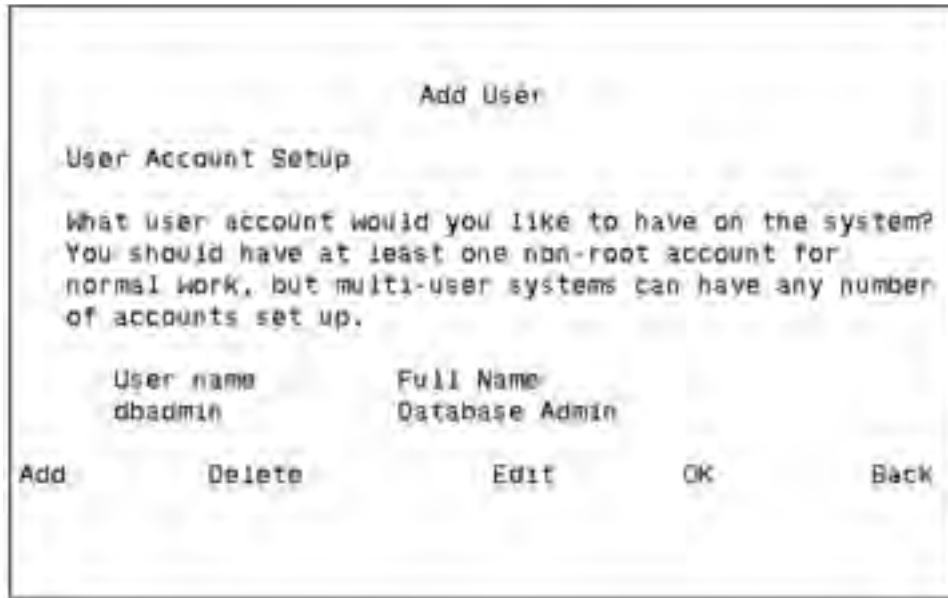 Add User
User Account Setup
What user account would you like to have on the system?
You should have at least one non-root account for
normal work, but multi-user systems can have any number
of accounts set up.
User name Full Name
dbadmin Database Admin
Add Delete Edit OK Back